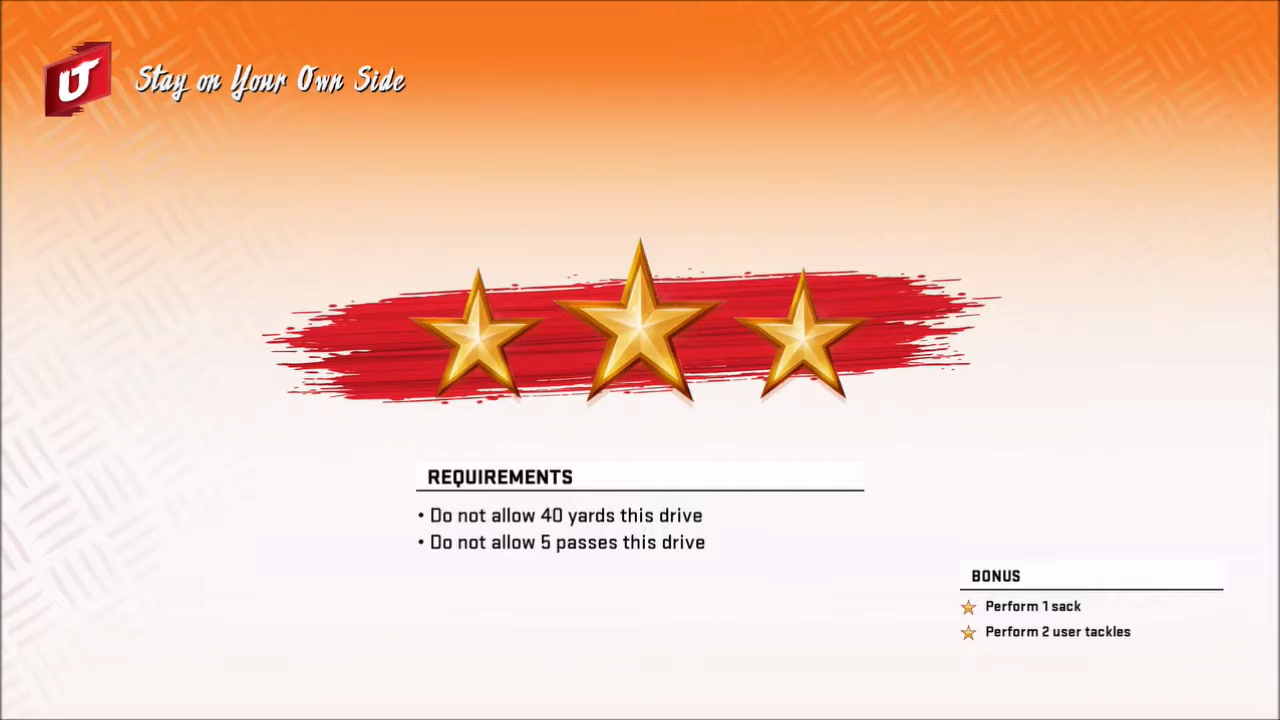 UT
Stay on Your Own Side
REQUIREMENTS
• Do not allow 40 yards this drive
• Do not allow 5 passes this drive
BONUS
Perform 1 sack
Perform 2 user tackles